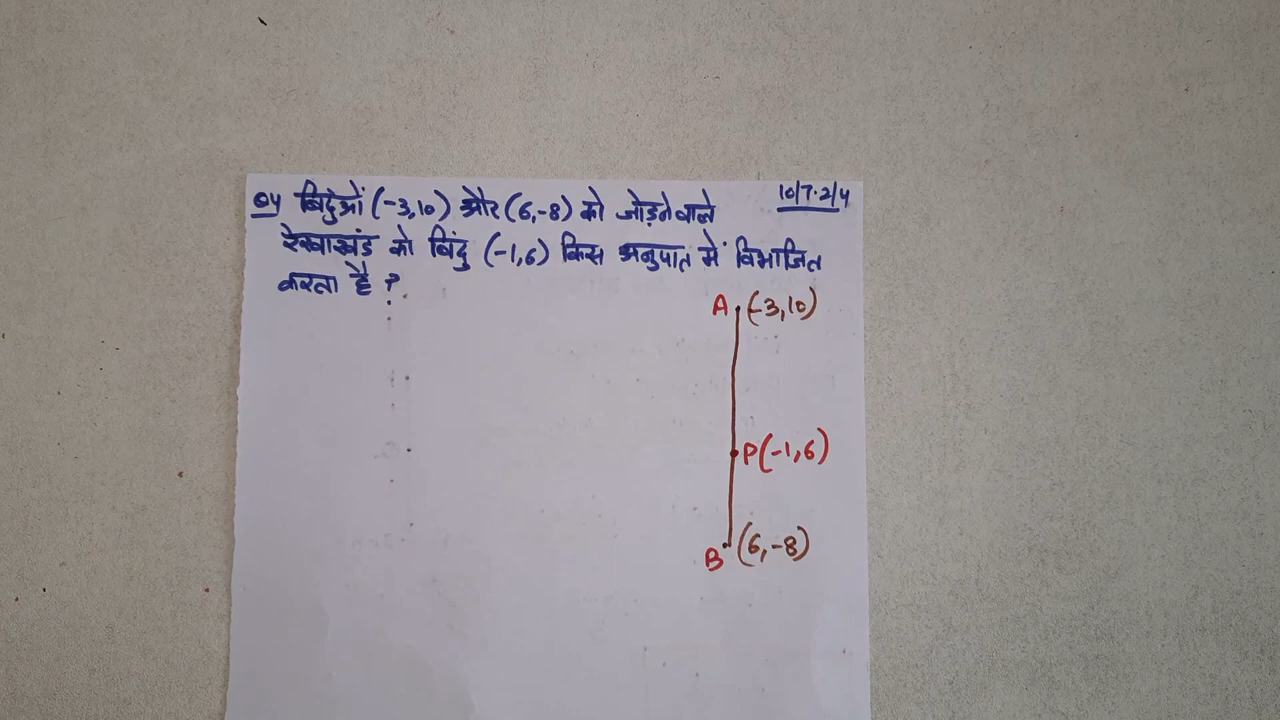 Q4 बिंदुओं (-3,10) और (6,-8) को जोड़ने वाले
10/7.2/4
रेखाखंड को बिंदु (-1,6) किस अनुपात में विभाजित
करता है ?
A (-3,10)
P(-1,6)
B (6,-8)